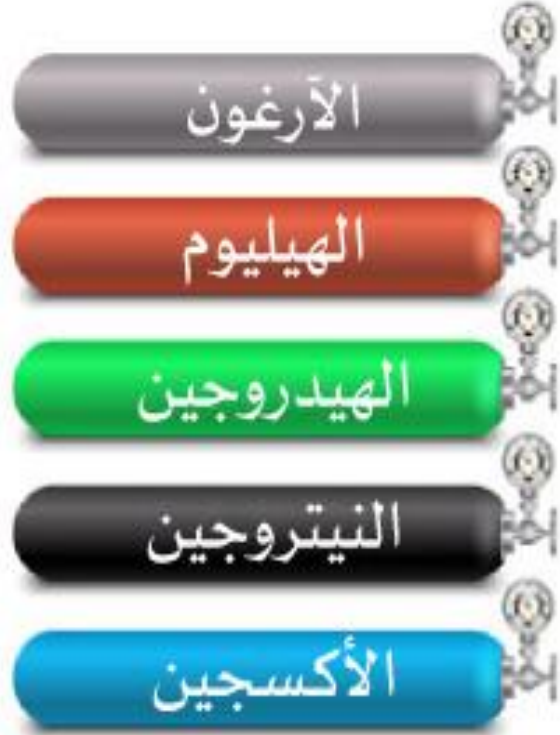 الآرغون
الهيليوم
الهيدروجين
النيتروجين
الأكسجين